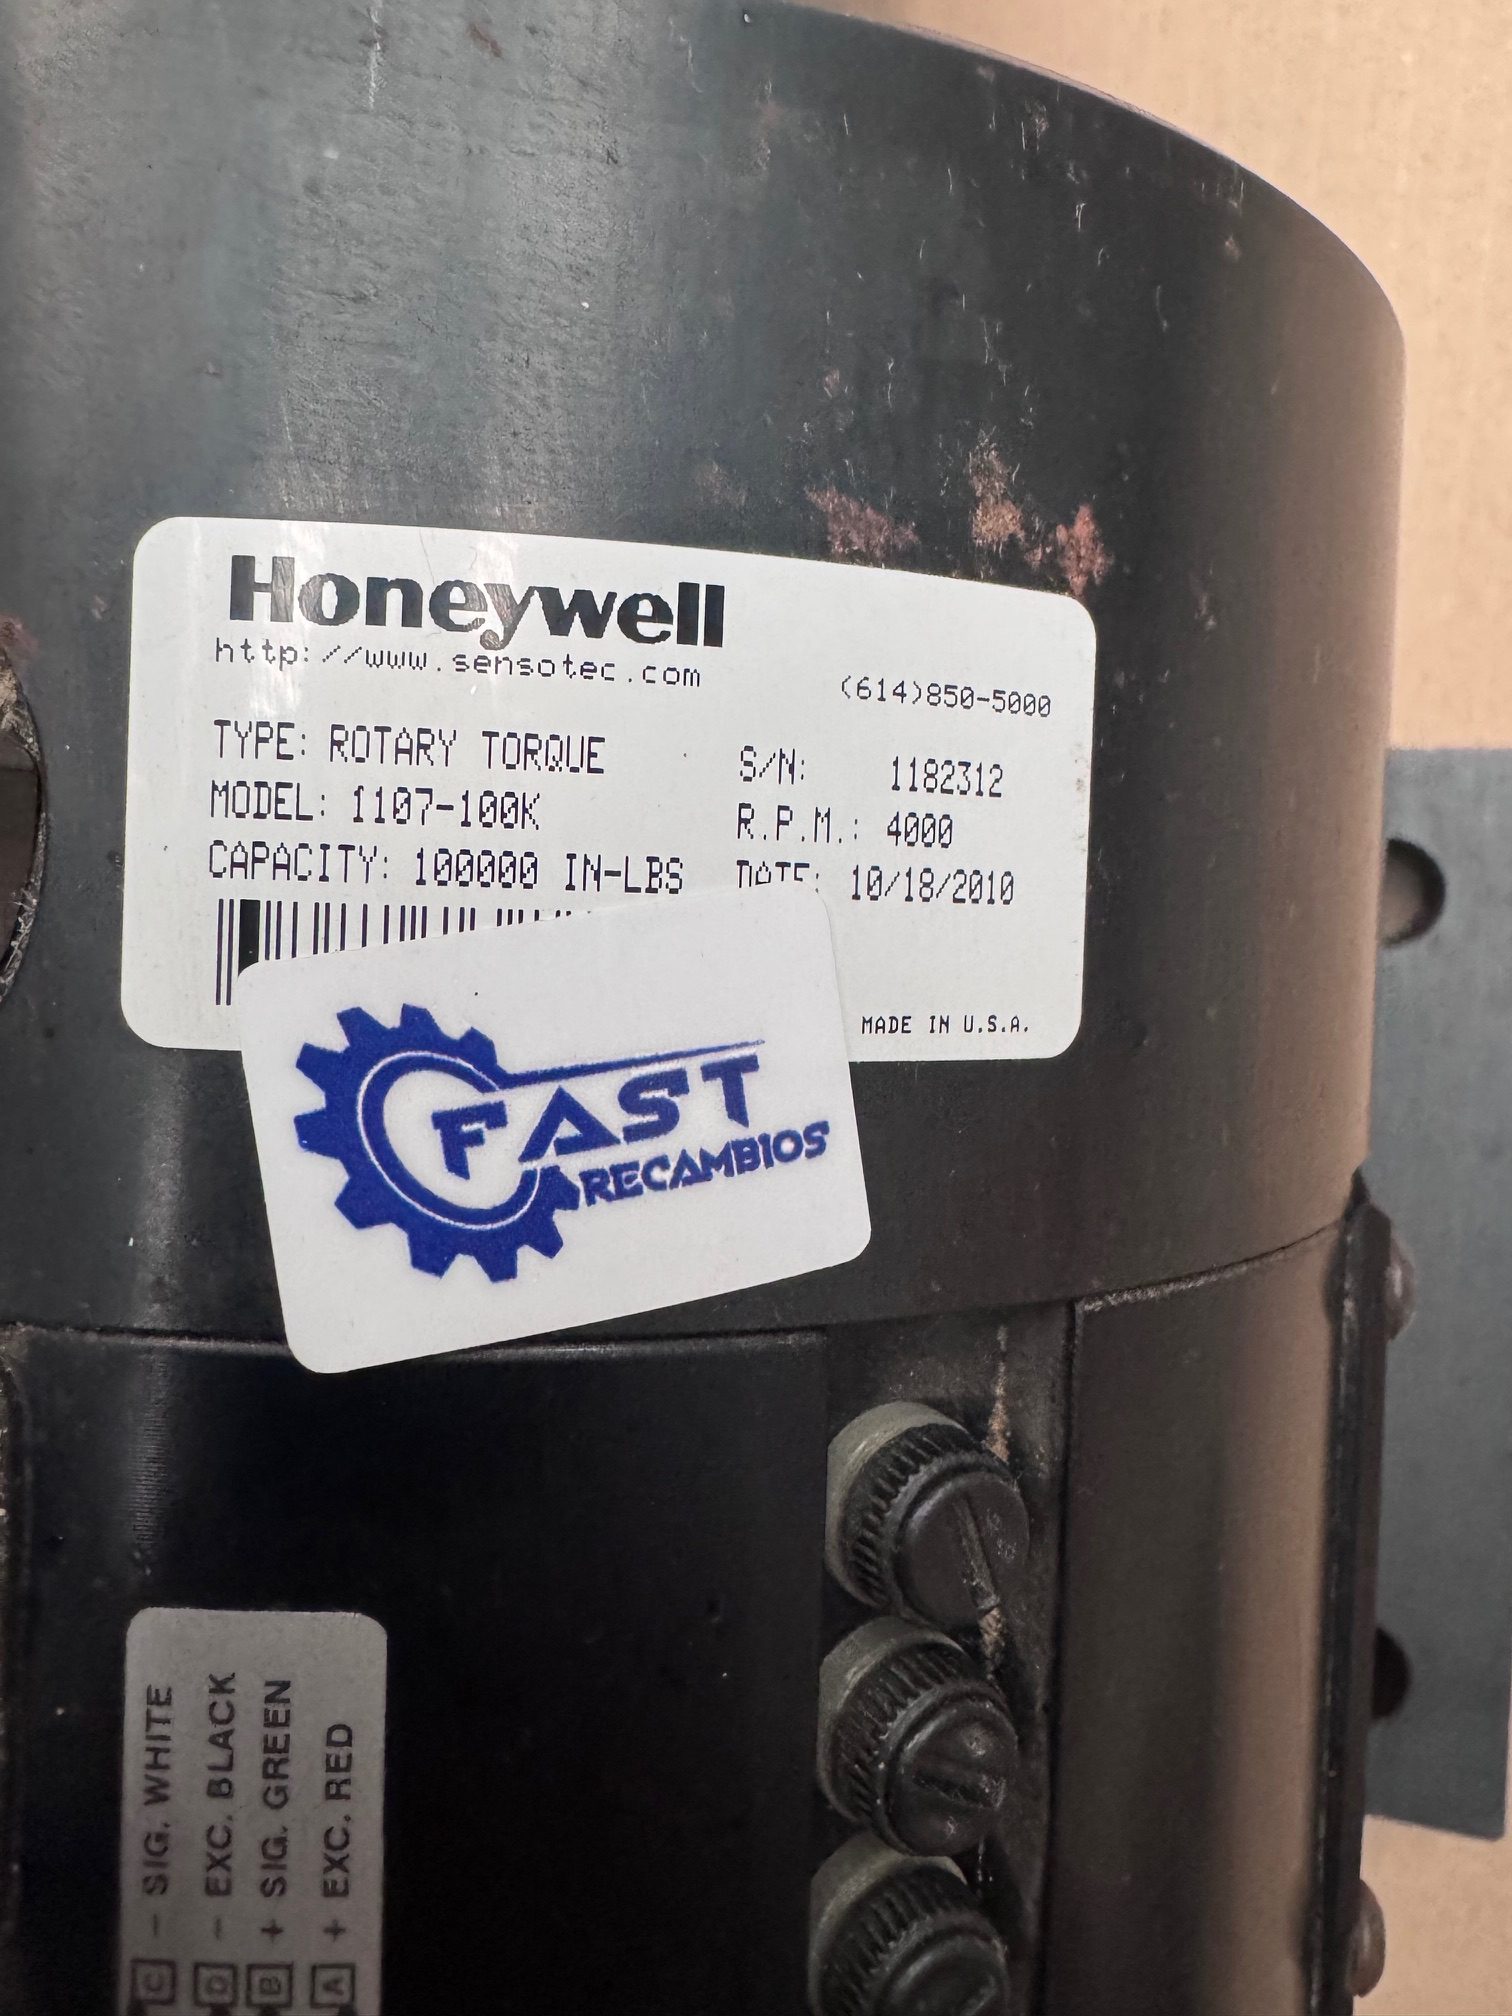 Honeywell
http://www.sensotec.com
(614)850-5000
TYPE: ROTARY TORQUE
MODEL: 1107-100K
CAPACITY: 100000 IN-LBS
S/N: 1182312
R.P.M.: 4000
DATE: 10/18/2010
MADE IN U.S.A.
FAST
RECAMBIOS
C - SIG. WHITE
D - EXC. BLACK
B + SIG. GREEN
A + EXC. RED